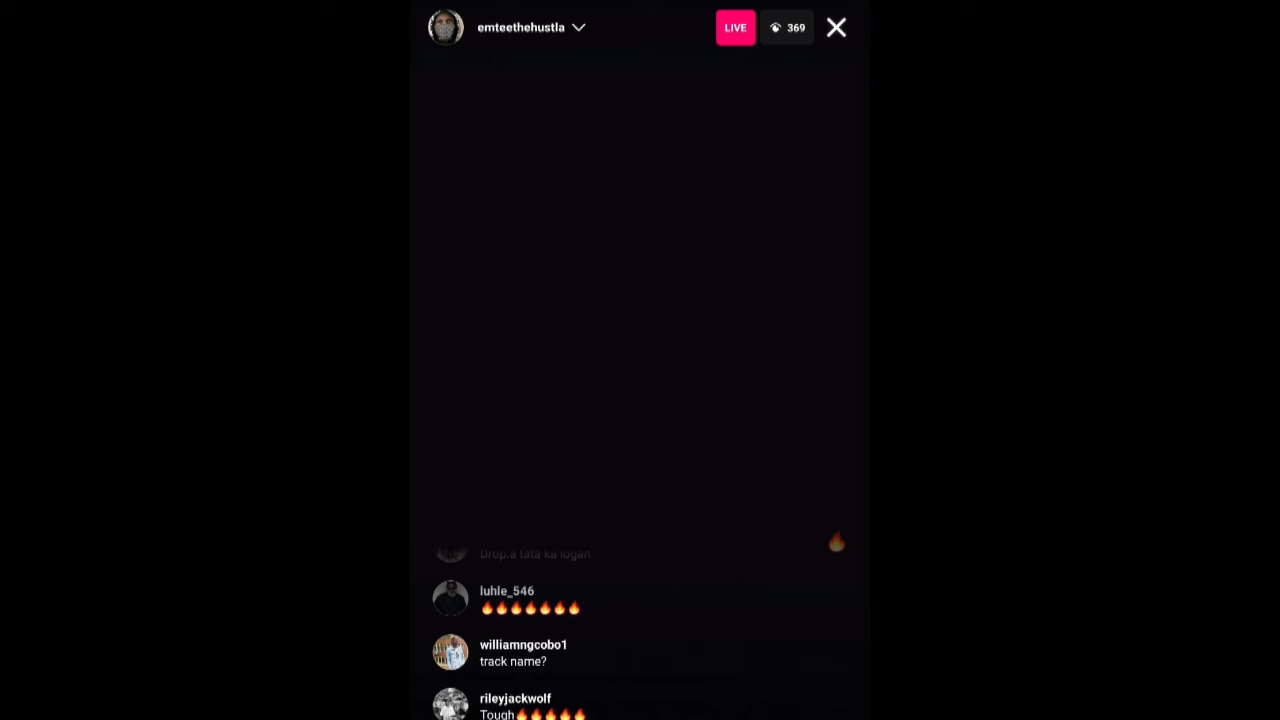 emteethehustla
LIVE
369
Drop.a tata ka logan
luhle_546
🔥🔥🔥🔥🔥🔥🔥
williamngcobo1
track name?
rileyjackwolf
Tough🔥🔥🔥🔥🔥